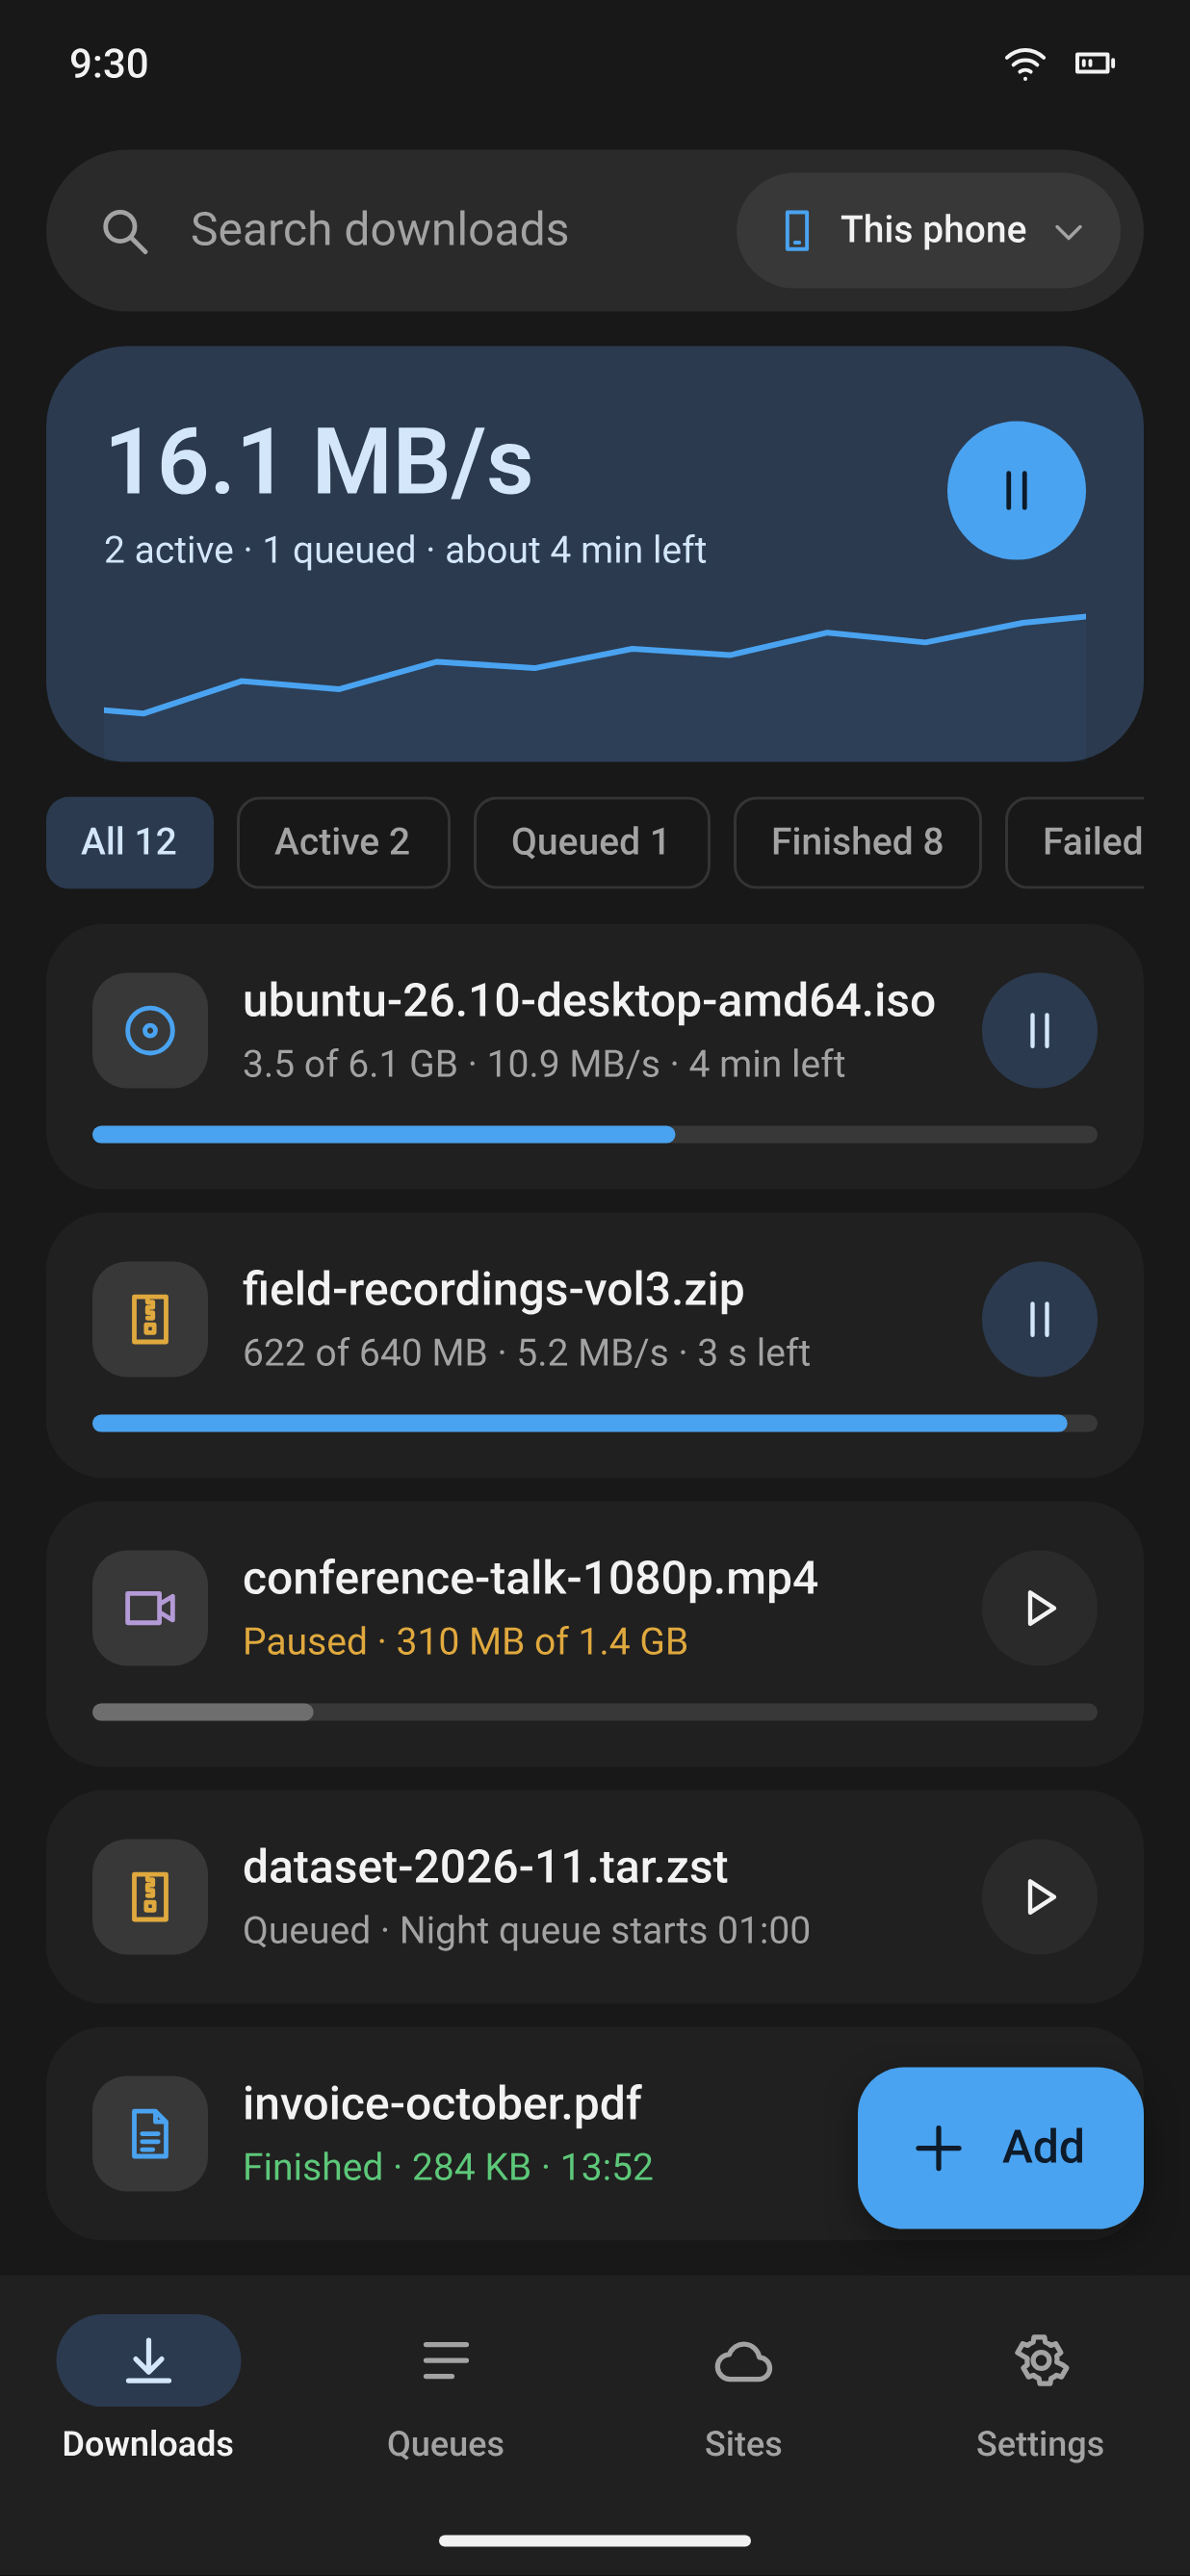 9:30
Search downloads
This phone
16.1 MB/s
2 active · 1 queued · about 4 min left
All 12
Active 2
Queued 1
Finished 8
Failed
ubuntu-26.10-desktop-amd64.iso
3.5 of 6.1 GB · 10.9 MB/s · 4 min left
field-recordings-vol3.zip
622 of 640 MB · 5.2 MB/s · 3 s left
conference-talk-1080p.mp4
Paused · 310 MB of 1.4 GB
dataset-2026-11.tar.zst
Queued · Night queue starts 01:00
invoice-october.pdf
Finished · 284 KB · 13:52
Add
Downloads
Queues
Sites
Settings